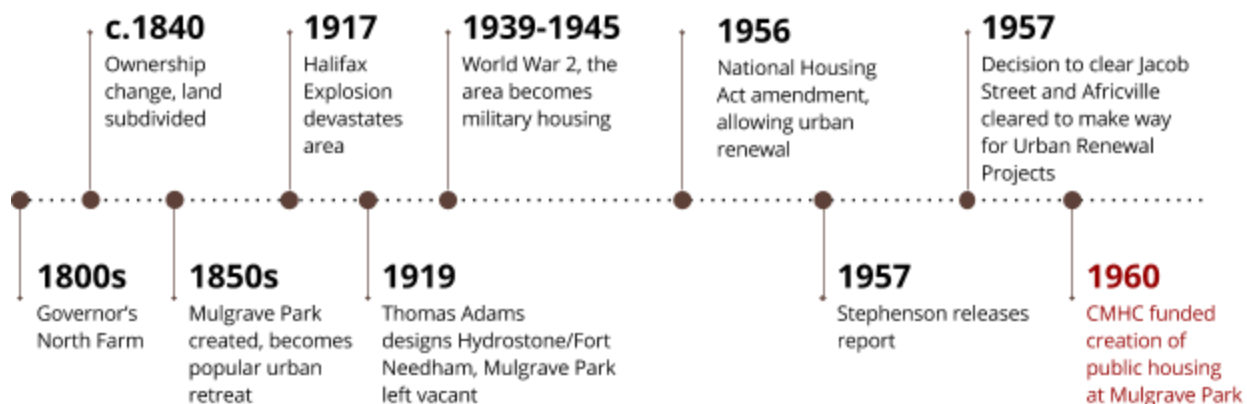 c.1840
Ownership
change, land
subdivided
1917
Halifax
Explosion
devastates
area
1939-1945
World War 2, the
area becomes
military housing
1956
National Housing
Act amendment,
allowing urban
renewal
1957
Decision to clear Jacob
Street and Africville
cleared to make way
for Urban Renewal
Projects
1800s
Governor's
North Farm
1850s
Mulgrave Park
created, becomes
popular urban
retreat
1919
Thomas Adams
designs Hydrostone/Fort
Needham, Mulgrave Park
left vacant
1957
Stephenson releases
report
1960
CMHC funded
creation of
public housing
at Mulgrave Park